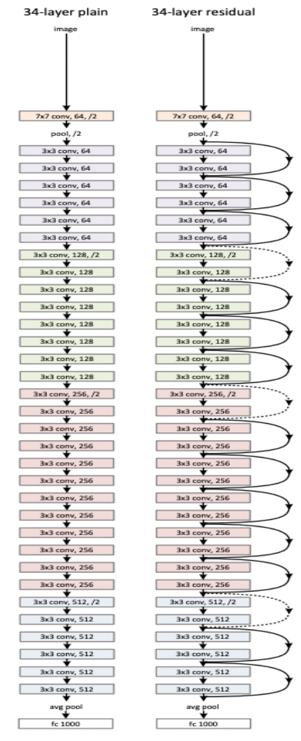 34-layer plain
image
7x7 conv, 64, /2
pool, /2
3x3 conv, 64
3x3 conv, 64
3x3 conv, 64
3x3 conv, 64
3x3 conv, 64
3x3 conv, 64
3x3 conv, 128, /2
3x3 conv, 128
3x3 conv, 128
3x3 conv, 128
3x3 conv, 128
3x3 conv, 128
3x3 conv, 128
3x3 conv, 128
3x3 conv, 256, /2
3x3 conv, 256
3x3 conv, 256
3x3 conv, 256
3x3 conv, 256
3x3 conv, 256
3x3 conv, 256
3x3 conv, 256
3x3 conv, 256
3x3 conv, 256
3x3 conv, 256
3x3 conv, 256
3x3 conv, 512, /2
3x3 conv, 512
3x3 conv, 512
3x3 conv, 512
3x3 conv, 512
3x3 conv, 512
avg pool
fc 1000
34-layer residual
image
7x7 conv, 64, /2
pool, /2
3x3 conv, 64
3x3 conv, 64
3x3 conv, 64
3x3 conv, 64
3x3 conv, 64
3x3 conv, 64
3x3 conv, 128, /2
3x3 conv, 128
3x3 conv, 128
3x3 conv, 128
3x3 conv, 128
3x3 conv, 128
3x3 conv, 128
3x3 conv, 128
3x3 conv, 256, /2
3x3 conv, 256
3x3 conv, 256
3x3 conv, 256
3x3 conv, 256
3x3 conv, 256
3x3 conv, 256
3x3 conv, 256
3x3 conv, 256
3x3 conv, 256
3x3 conv, 256
3x3 conv, 256
3x3 conv, 512, /2
3x3 conv, 512
3x3 conv, 512
3x3 conv, 512
3x3 conv, 512
3x3 conv, 512
avg pool
fc 1000